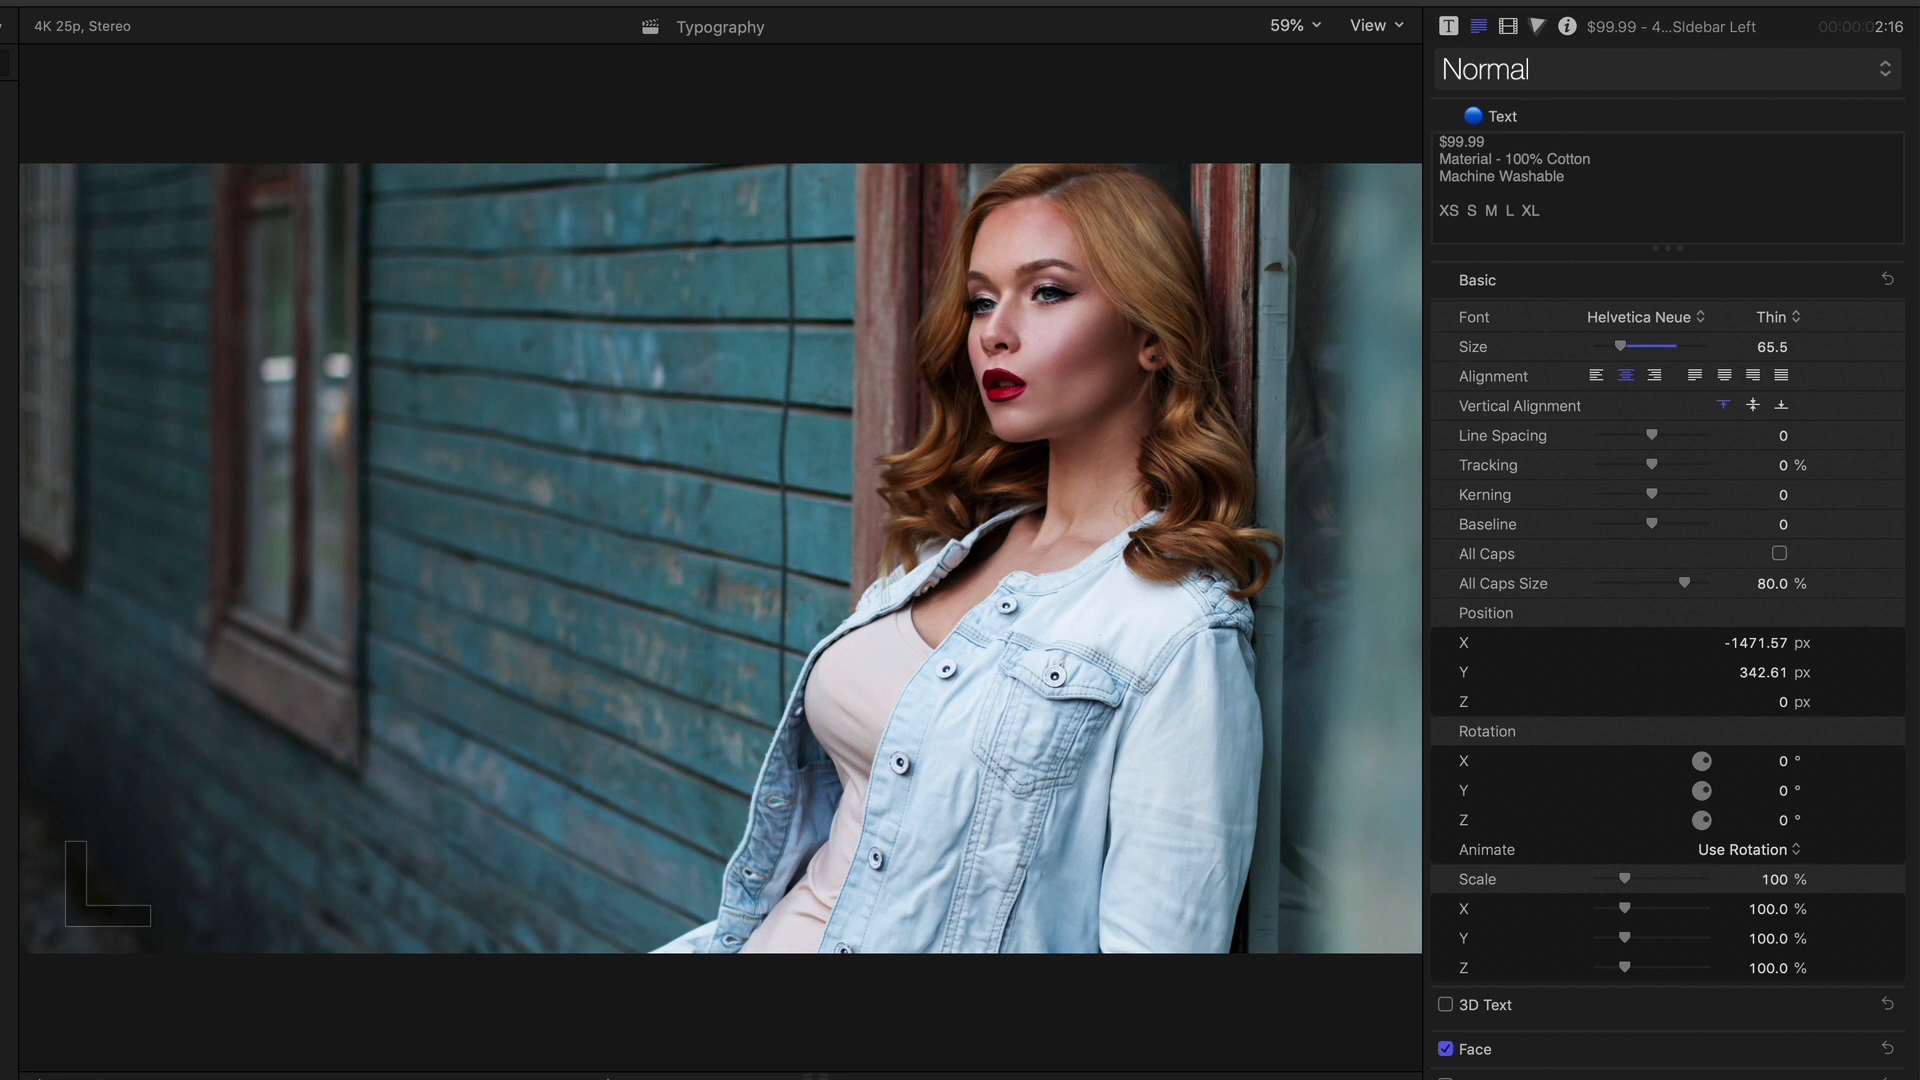 4K 25p, Stereo
Typography
59%
View
T
i
$99.99 - 4...SIdebar Left
00:00:02:16
Normal
Text
$99.99
Material - 100% Cotton
Machine Washable
XS S M L XL
Basic
Font Helvetica Neue Thin
Size 65.5
Alignment
Vertical Alignment
Line Spacing 0
Tracking 0 %
Kerning 0
Baseline 0
All Caps
All Caps Size 80.0 %
Position
X -1471.57 px
Y 342.61 px
Z 0 px
Rotation
X 0 °
Y 0 °
Z 0 °
Animate Use Rotation
Scale 100 %
X 100.0 %
Y 100.0 %
Z 100.0 %
3D Text
Face